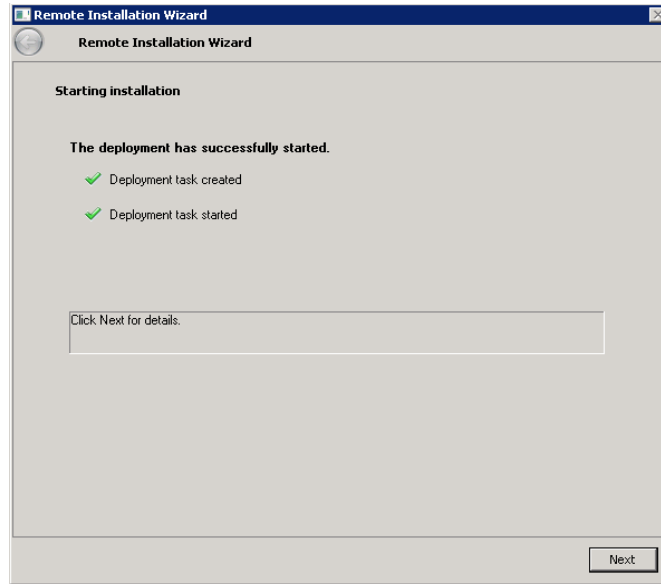 Remote Installation Wizard
Remote Installation Wizard
Starting installation
The deployment has successfully started.
Deployment task created
Deployment task started
Click Next for details.
Next